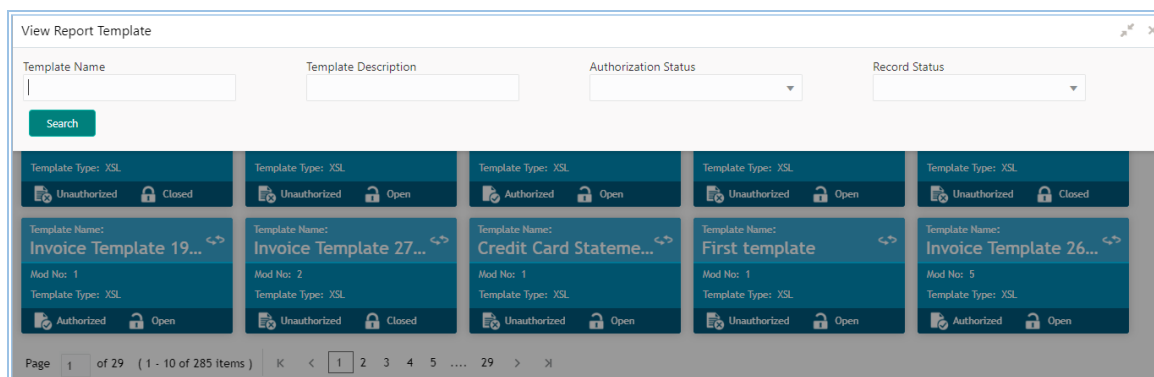 View Report Template
Template Name Template Description Authorization Status Record Status
Search
Template Type: XSL Template Type: XSL Template Type: XSL Template Type: XSL Template Type: XSL
Unauthorized Closed Unauthorized Open Authorized Open Unauthorized Open Unauthorized Closed
Template Name: Template Name: Template Name: Template Name: Template Name:
Invoice Template 19... Invoice Template 27... Credit Card Stateme... First template Invoice Template 26...
Mod No: 1 Mod No: 2 Mod No: 1 Mod No: 1 Mod No: 5
Template Type: XSL Template Type: XSL Template Type: XSL Template Type: XSL Template Type: XSL
Authorized Open Unauthorized Closed Unauthorized Open Unauthorized Open Authorized Open
Page 1 of 29 ( 1 - 10 of 285 items ) K < 1 2 3 4 5 .... 29 > >|